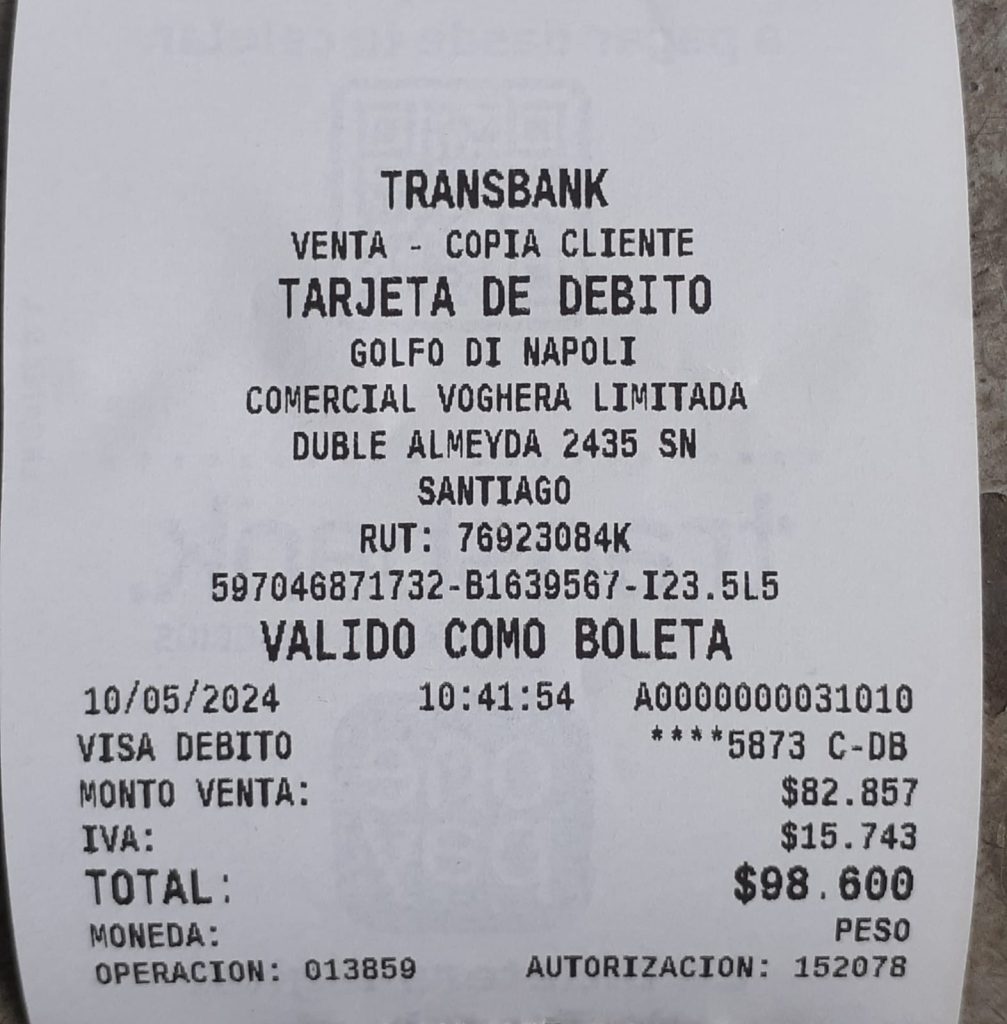 TRANSBANK
VENTA - COPIA CLIENTE
TARJETA DE DEBITO
GOLFO DI NAPOLI
COMERCIAL VOGHERA LIMITADA
DUBLE ALMEYDA 2435 SN
SANTIAGO
RUT: 76923084K
597046871732-B1639567-I23.5L5
VALIDO COMO BOLETA
10/05/2024 10:41:54 A0000000031010
VISA DEBITO ****5873 C-DB
MONTO VENTA: $82.857
IVA: $15.743
TOTAL: $98.600
MONEDA: PESO
OPERACION: 013859 AUTORIZACION: 152078